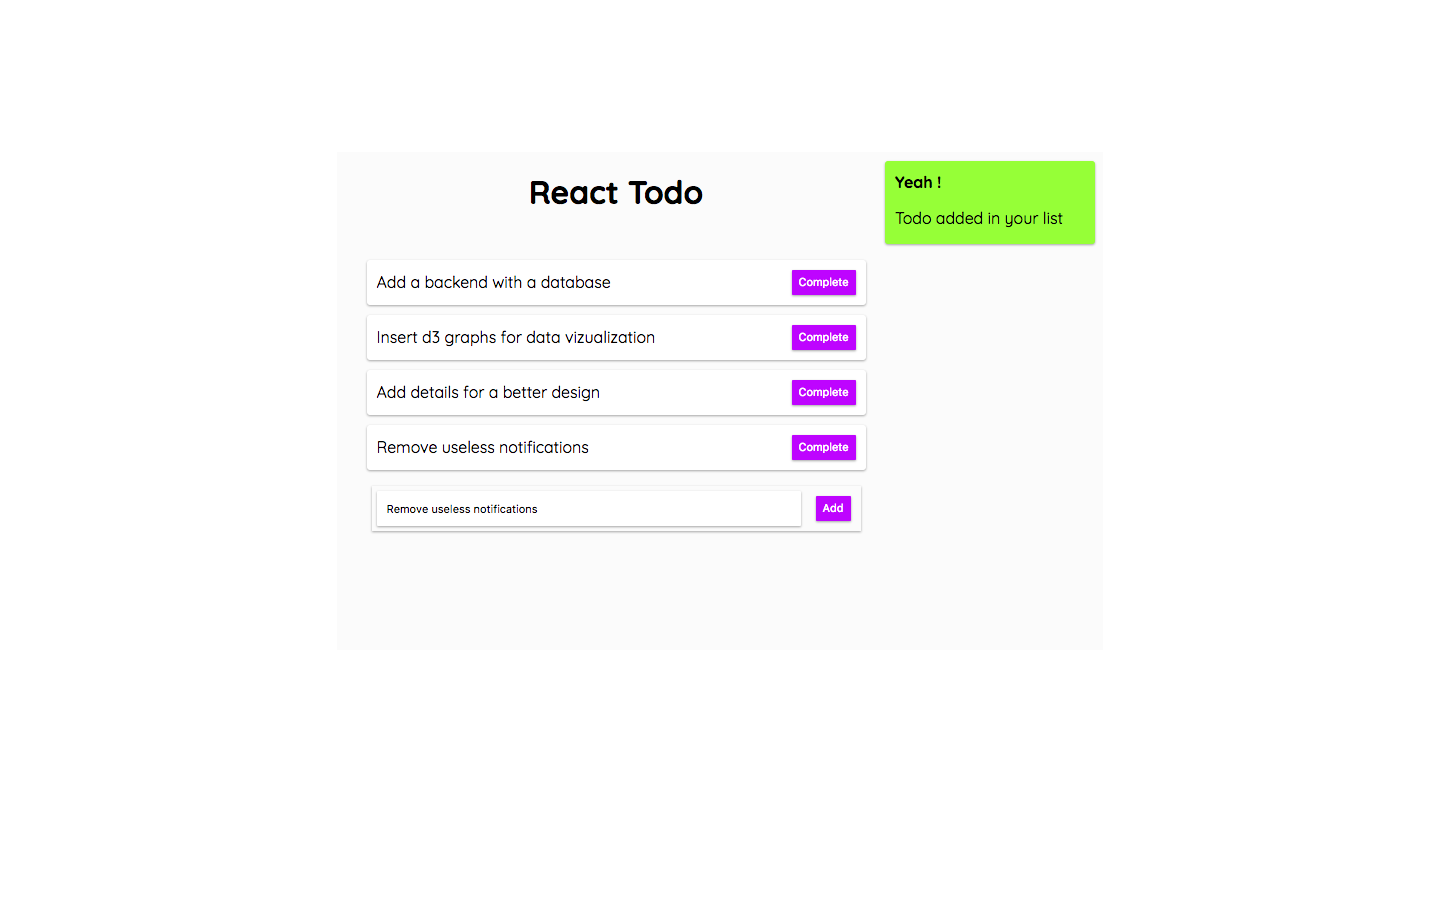 React Todo
Yeah !
Todo added in your list
Add a backend with a database
Complete
Insert d3 graphs for data vizualization
Complete
Add details for a better design
Complete
Remove useless notifications
Complete
Remove useless notifications
Add